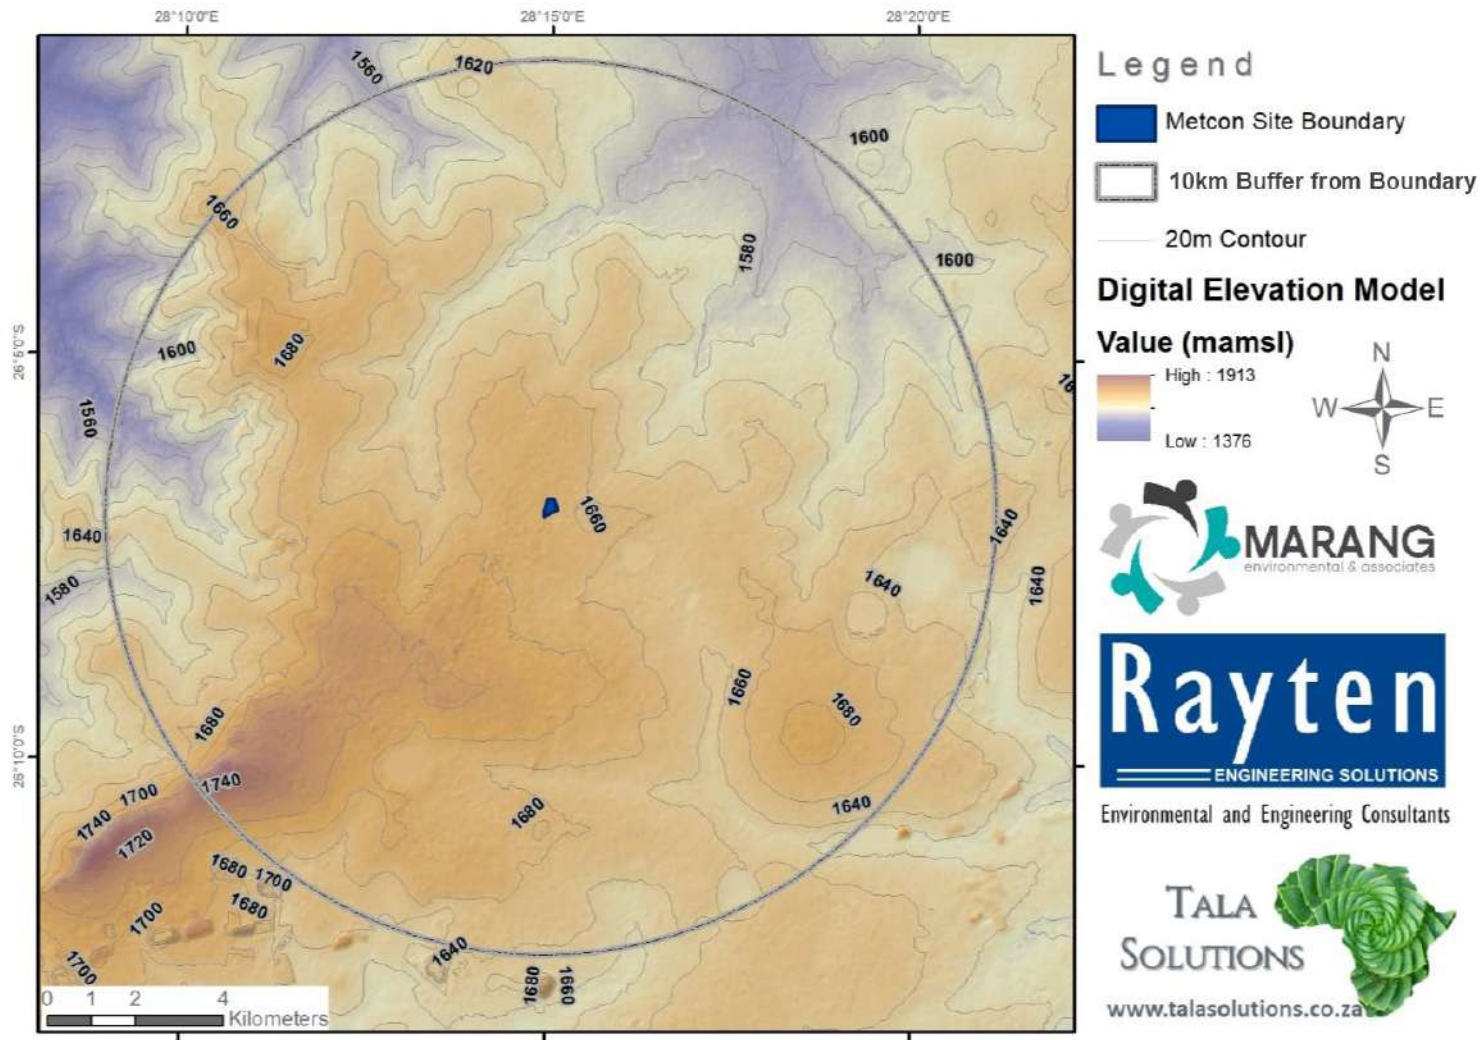 28°10'0"E
28°15'0"E
28°20'0"E
1560
1620
1600
1660
1580
1600
1680
1600
26°5'0"S
1560
1660
1640
1640
1580
1640
1640
1660
1680
1680
26°10'0"S
1740
1700
1740
1720
1680
1640
1680 1700
1680
1700
1640
1700
1680
1660
0 1 2 4
Kilometers
Legend
Metcon Site Boundary
10km Buffer from Boundary
20m Contour
Digital Elevation Model
Value (mamsl)
High : 1913
Low : 1376
N
W E
S
MARANG
environmental & associates
Rayten
ENGINEERING SOLUTIONS
Environmental and Engineering Consultants
TALA
SOLUTIONS
www.talasolutions.co.za